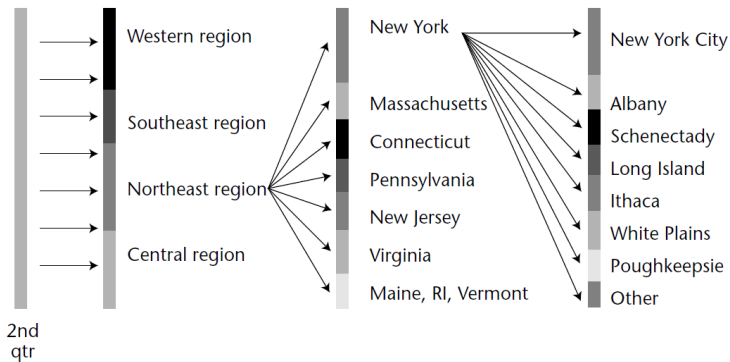 Western region
Southeast region
Northeast region
Central region
New York
Massachusetts
Connecticut
Pennsylvania
New Jersey
Virginia
Maine, RI, Vermont
New York City
Albany
Schenectady
Long Island
Ithaca
White Plains
Poughkeepsie
Other
2nd
qtr